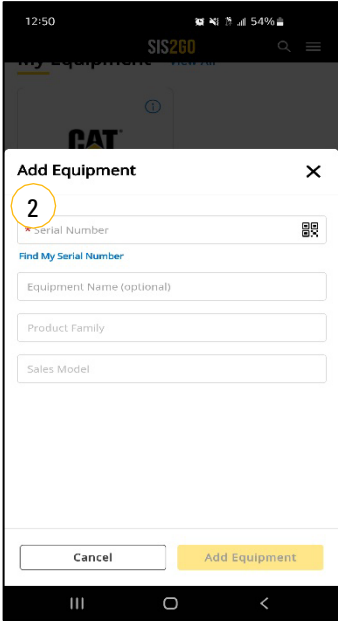 12:50 54%
SIS2GO
My Equipment View All
CAT
Add Equipment
2
* Serial Number
Find My Serial Number
Equipment Name (optional)
Product Family
Sales Model
Cancel Add Equipment